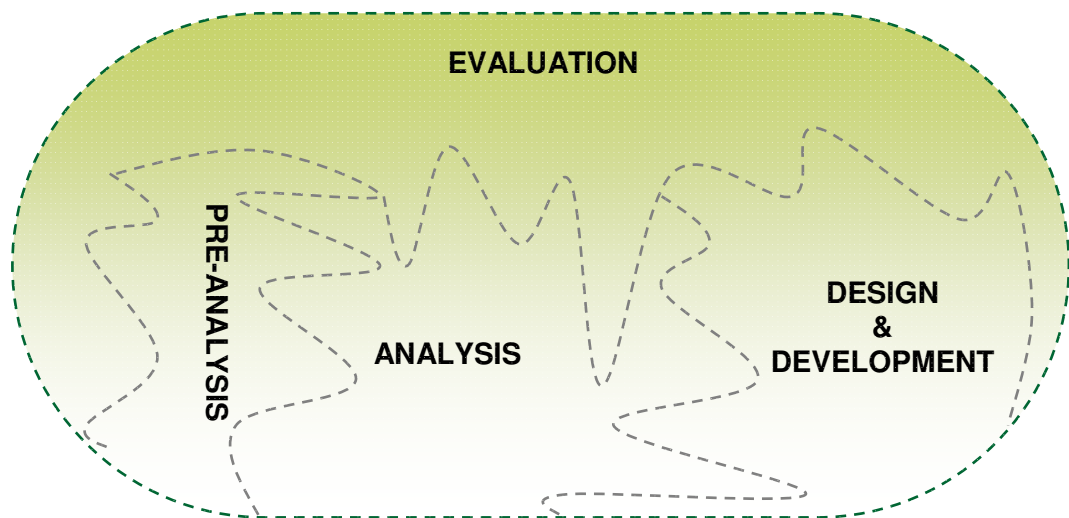 EVALUATION
PRE-ANALYSIS
ANALYSIS
DESIGN
&
DEVELOPMENT